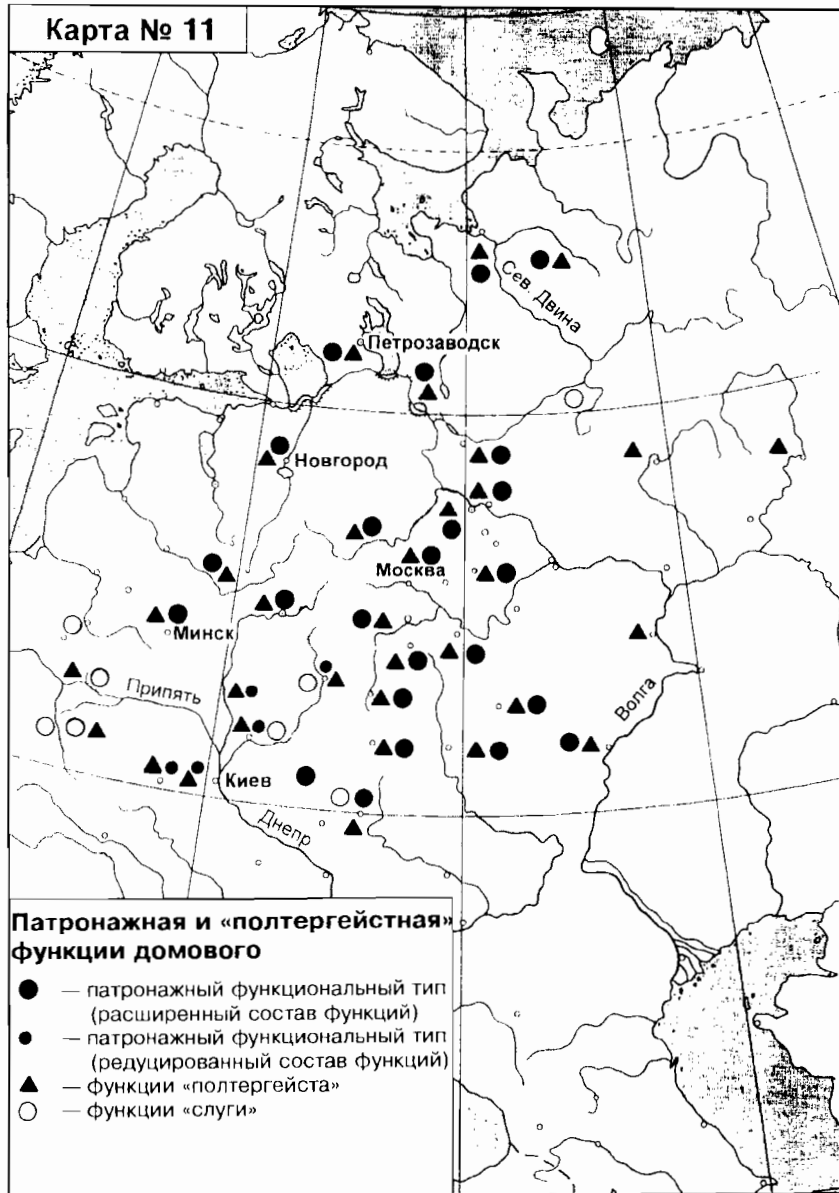 Карта № 11
Сев. Двина
Петрозаводск
Новгород
Москва
Минск
Припять
Волга
Киев
Днепр
Патронажная и «полтергейстная»
функции домового
— патронажный функциональный тип
(расширенный состав функций)
— патронажный функциональный тип
(редуцированный состав функций)
— функции «полтергейста»
— функции «слуги»